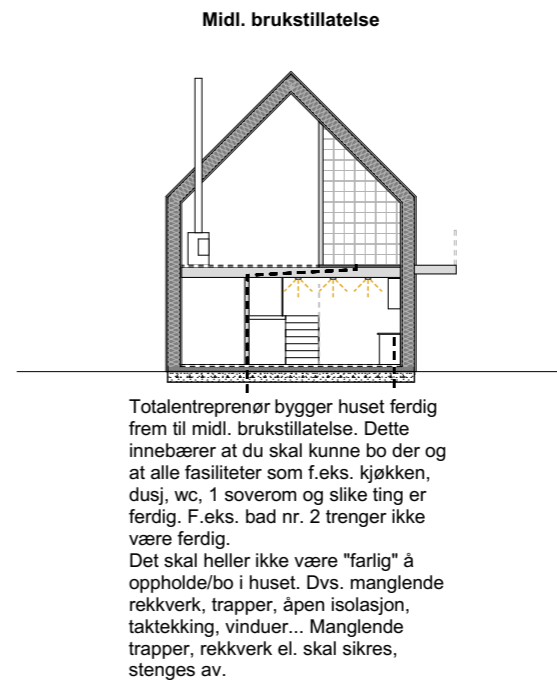 Midl. brukstillatelse
Totalentreprenør bygger huset ferdig
frem til midl. brukstillatelse. Dette
innebærer at du skal kunne bo der og
at alle fasiliteter som f.eks. kjøkken,
dusj, wc, 1 soverom og slike ting er
ferdig. F.eks. bad nr. 2 trenger ikke
være ferdig.
Det skal heller ikke være "farlig" å
oppholde/bo i huset. Dvs. manglende
rekkverk, trapper, åpen isolasjon,
taktekking, vinduer... Manglende
trapper, rekkverk el. skal sikres,
stenges av.